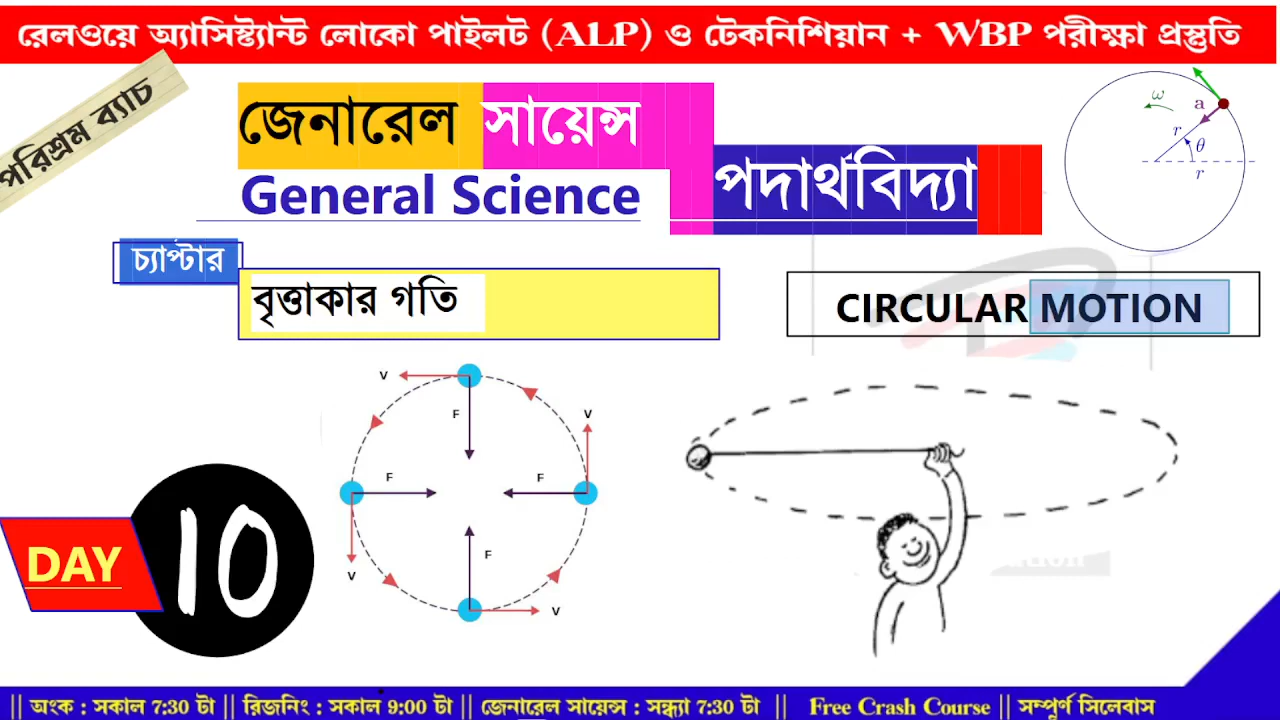 রেলওয়ে অ্যাসিস্ট্যান্ট লোকো পাইলট (ALP) ও টেকনিশিয়ান + WBP পরীক্ষা প্রস্তুতি
পরিশ্রম ব্যাচ
জেনারেল সায়েন্স
General Science
পদার্থবিদ্যা
ω
a
r
θ
r
চ্যাপ্টার
বৃত্তাকার গতি
CIRCULAR MOTION
V
F
V
F
F
F
V
V
DAY 10
|| অংক : সকাল 7:30 টা || রিজনিং : সকাল 9:00 টা || জেনারেল সায়েন্স : সন্ধ্যা 7:30 টা || Free Crash Course || সম্পূর্ণ সিলেবাস